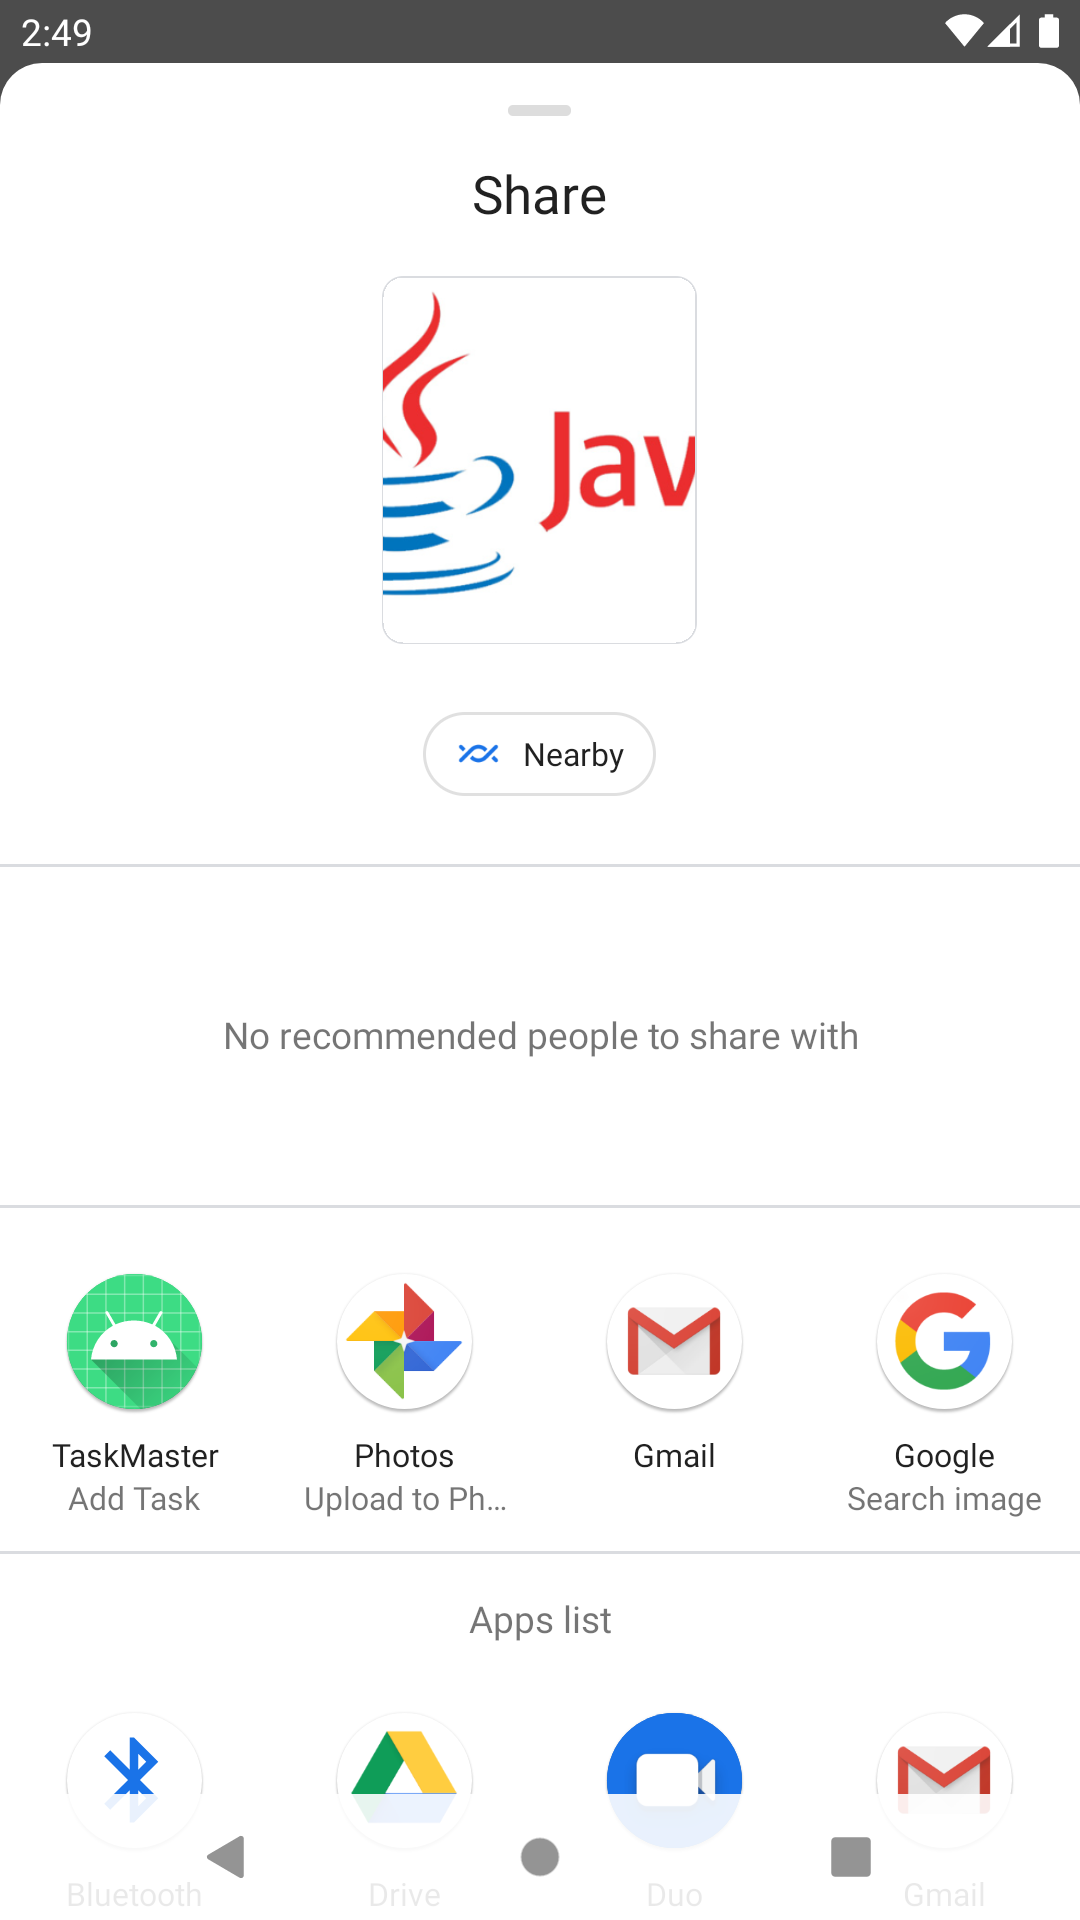 2:49
Share
Jav
Nearby
No recommended people to share with
TaskMaster
Add Task
Photos
Upload to Ph...
Gmail
Google
Search image
Apps list
Bluetooth
Drive
Duo
Gmail